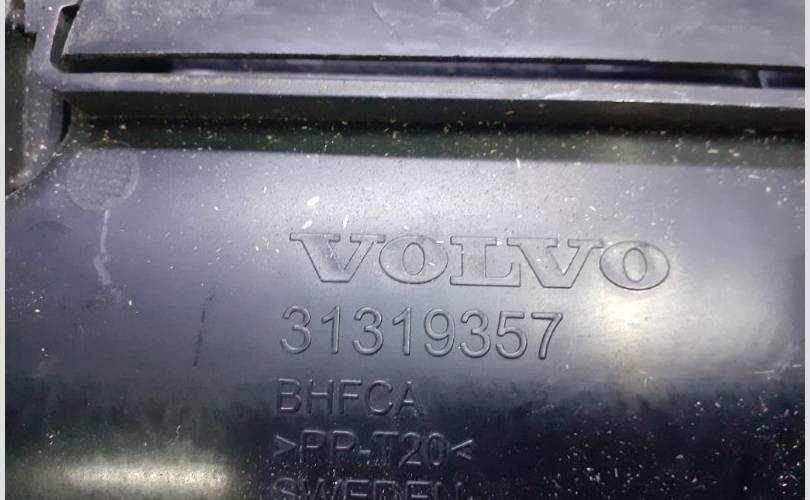 VOLVO
31319357
BHFCA
>PP-T20<
SWEDEN